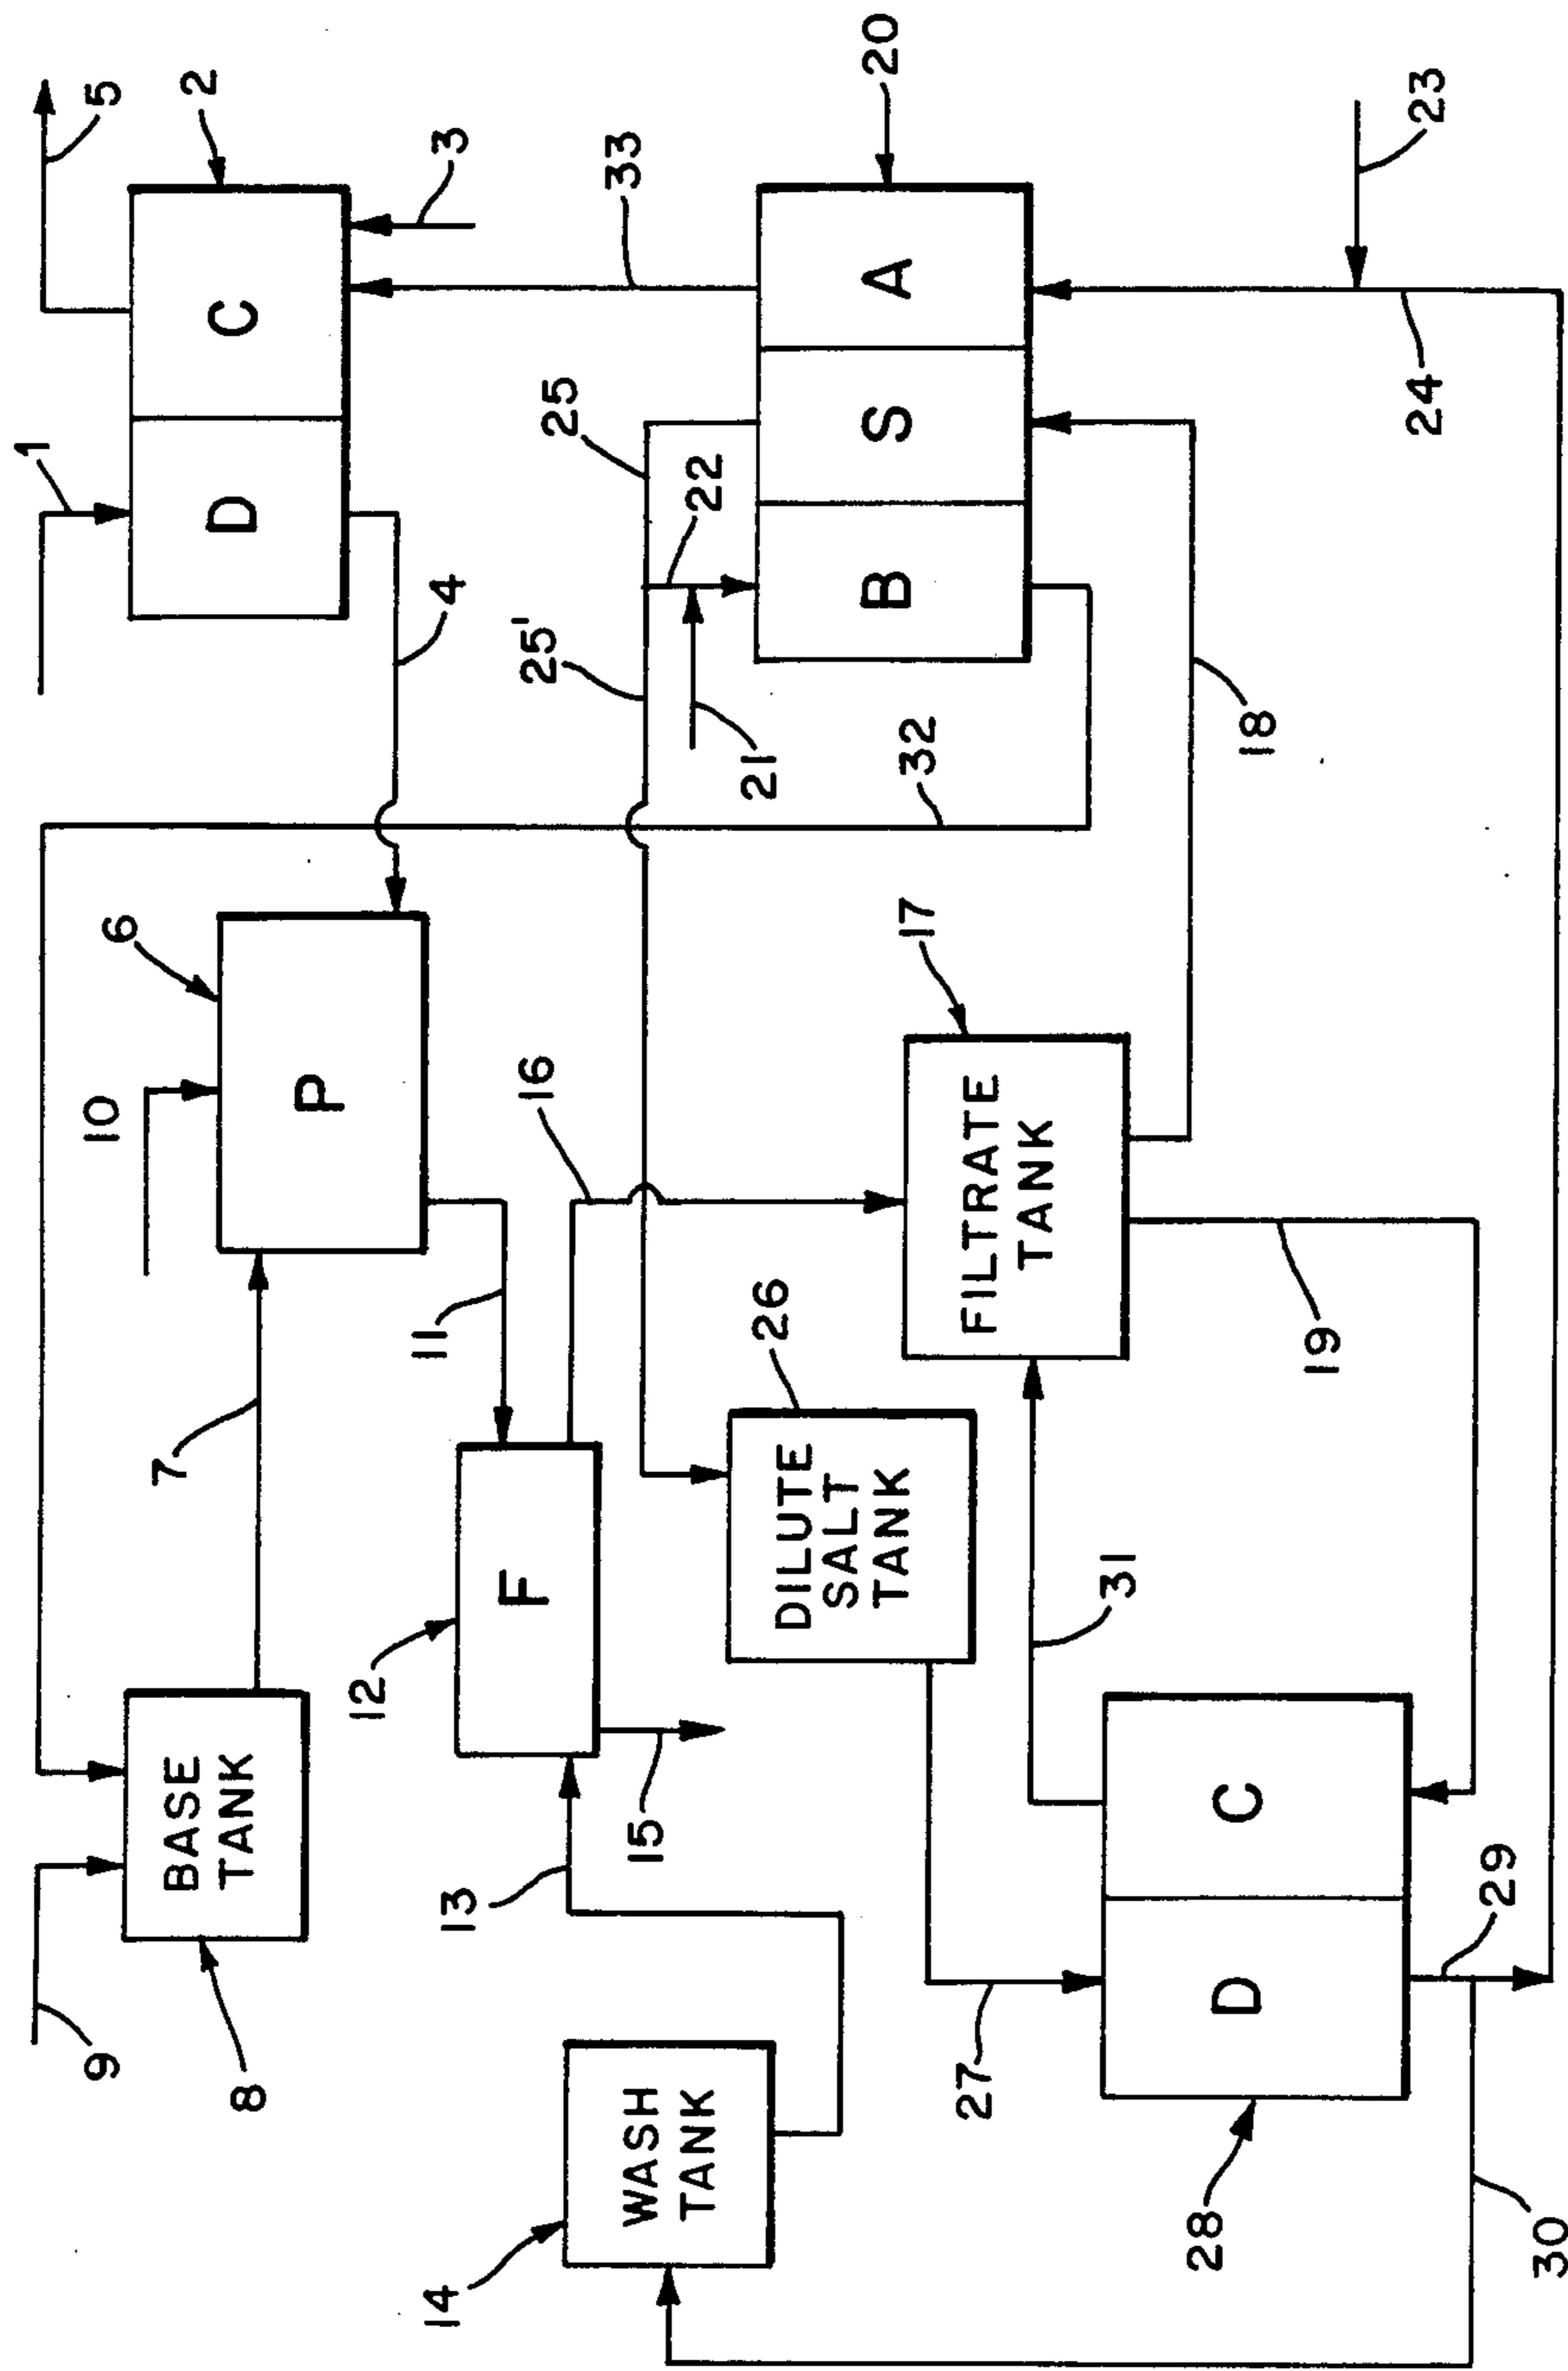 1
5
9
10
6
7
BASE
TANK
8
P
D
C
2
4
3
12
11
F
13
14
15
16
25'
25
33
WASH
TANK
22
21
26
DILUTE
SALT
TANK
32
B
S
A
20
17
FILTRATE
TANK
27
31
28
D
C
18
19
24
23
29
30